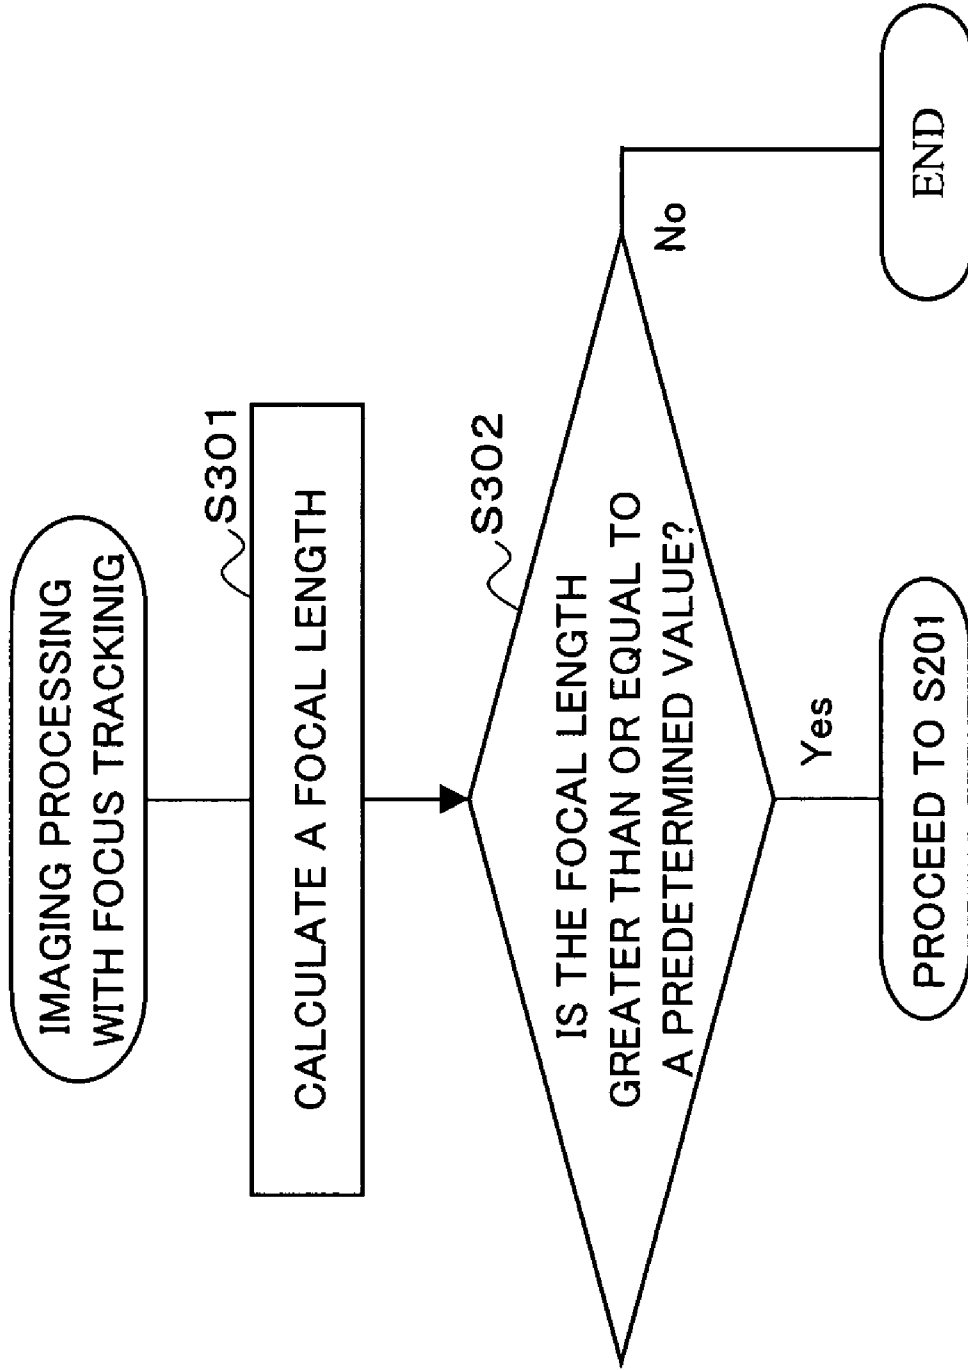 IMAGING PROCESSING
WITH FOCUS TRACKINIG
S301
CALCULATE A FOCAL LENGTH
S302
IS THE FOCAL LENGTH
GREATER THAN OR EQUAL TO
A PREDETERMINED VALUE?
No
Yes
PROCEED TO S201
END